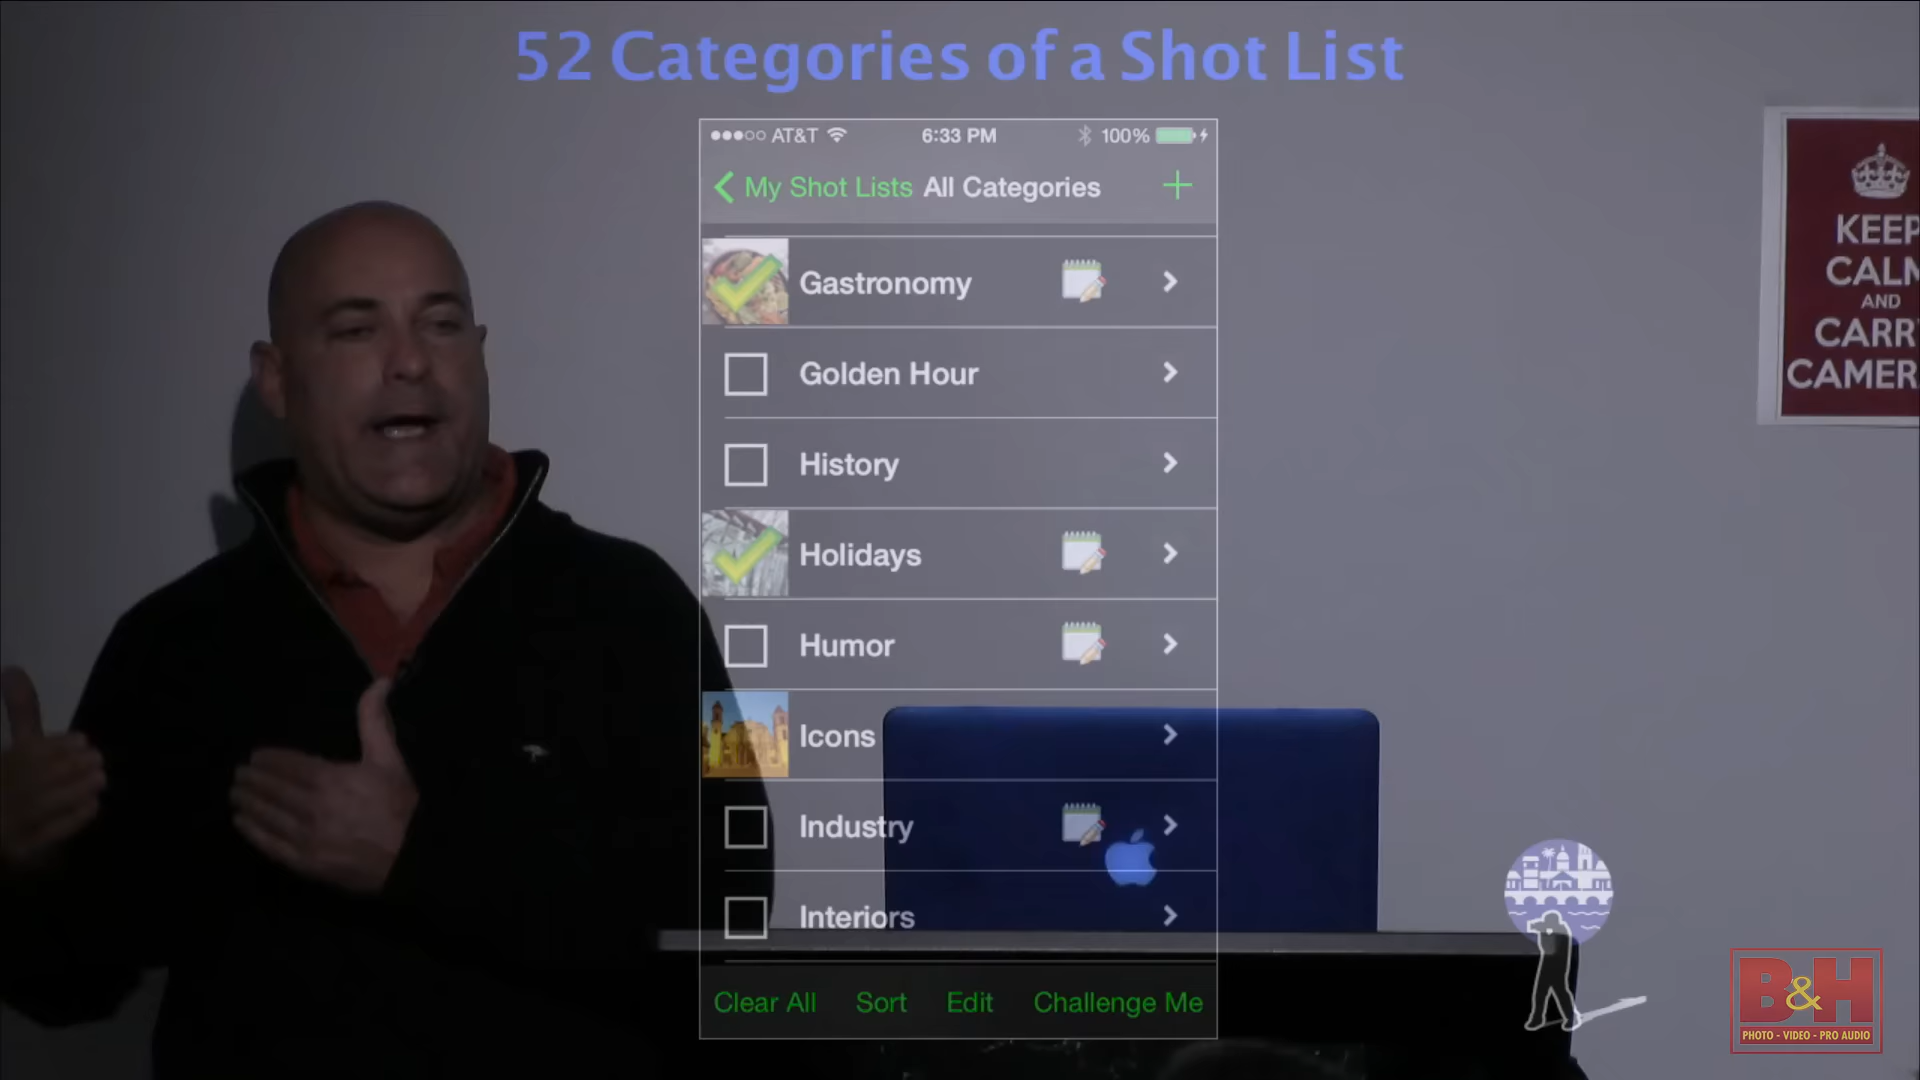 52 Categories of a Shot List
AT&T 6:33 PM 100%
My Shot Lists All Categories
Gastronomy
Golden Hour
History
Holidays
Humor
Icons
Industry
Interiors
Clear All Sort Edit Challenge Me
KEEP
CALM
AND
CARRY
CAMERA
B&H
PHOTO - VIDEO - PRO AUDIO